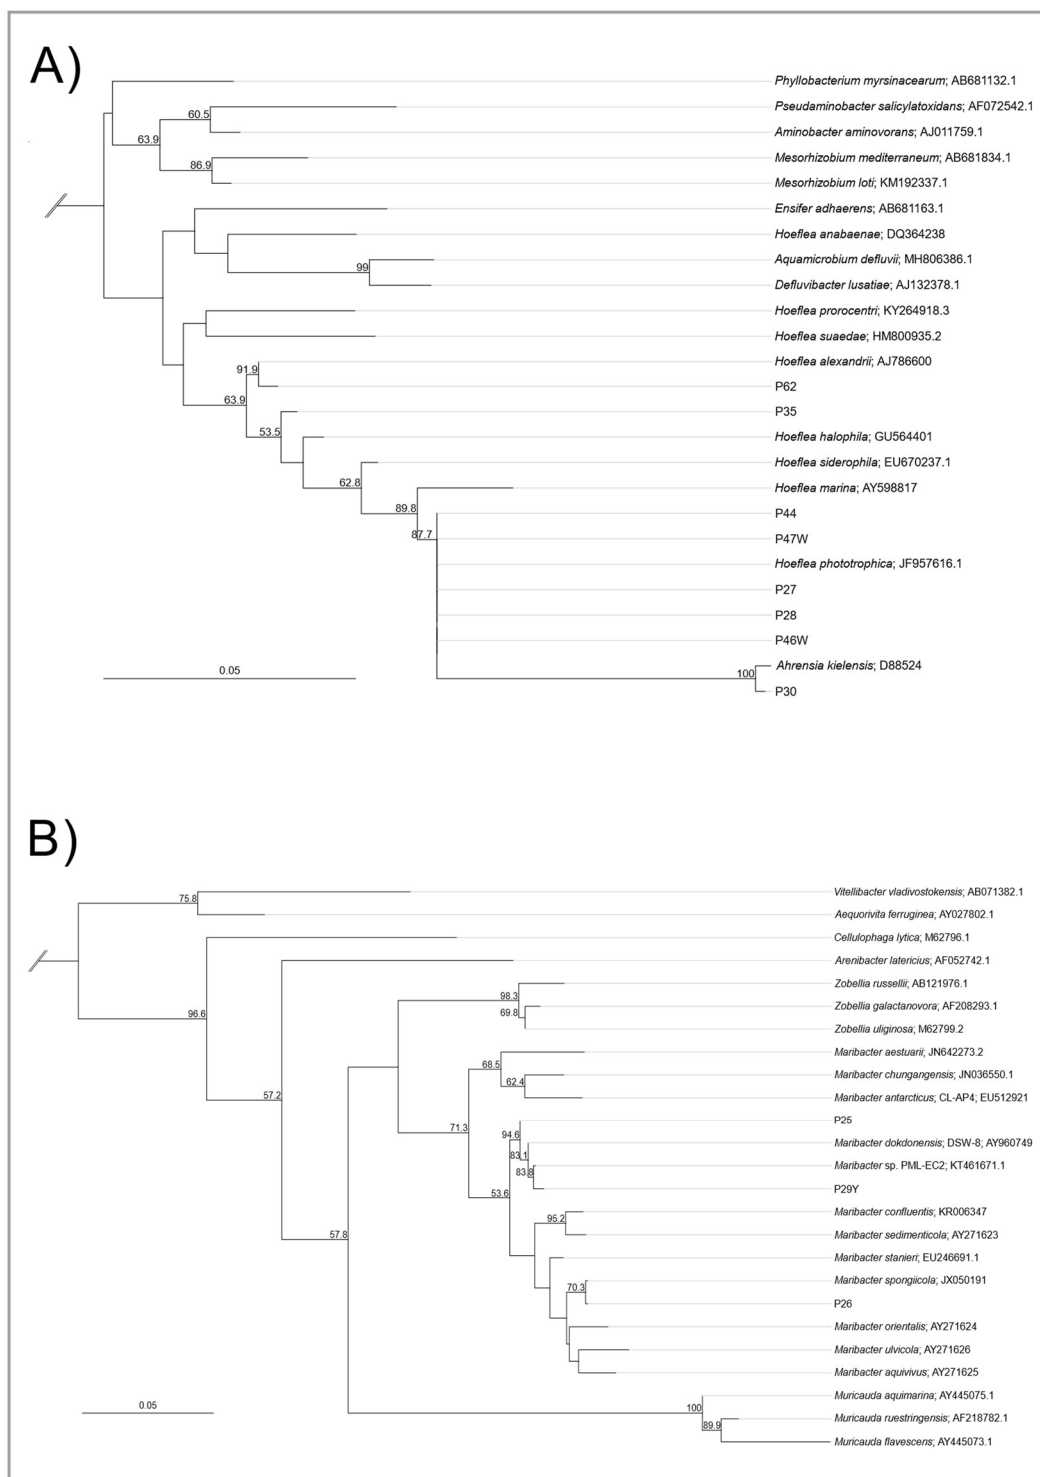 A)
Phyllobacterium myrsinacearum; AB681132.1
60.5
Pseudaminobacter salicylatoxidans; AF072542.1
63.9
Aminobacter aminovorans; AJ011759.1
86.9
Mesorhizobium mediterraneum; AB681834.1
Mesorhizobium loti; KM192337.1
Ensifer adhaerens; AB681163.1
Hoeflea anabaenae; DQ364238
99
Aquamicrobium defluvii; MH806386.1
Defluvibacter lusatiae; AJ132378.1
Hoeflea prorocentri; KY264918.3
Hoeflea suaedae; HM800935.2
91.9
Hoeflea alexandrii; AJ786600
P62
63.9
P35
53.5
Hoeflea halophila; GU564401
Hoeflea siderophila; EU670237.1
62.8
Hoeflea marina; AY598817
89.8
P44
87.7
P47W
Hoeflea phototrophica; JF957616.1
P27
P28
P46W
0.05
Ahrensia kielensis; D88524
100
P30
B)
75.8
Vitellibacter vladivostokensis; AB071382.1
Aequorivita ferruginea; AY027802.1
Cellulophaga lytica; M62796.1
Arenibacter latericius; AF052742.1
98.3
Zobellia russellii; AB121976.1
69.8
Zobellia galactanovora; AF208293.1
96.6
Zobellia uliginosa; M62799.2
68.5
Maribacter aestuarii; JN642273.2
62.4
Maribacter chungangensis; JN036550.1
57.2
Maribacter antarcticus; CL-AP4; EU512921
71.3
P25
94.6
Maribacter dokdonensis; DSW-8; AY960749
83.1
Maribacter sp. PML-EC2; KT461671.1
83.8
P29Y
53.6
Maribacter confluentis; KR006347
95.2
Maribacter sedimenticola; AY271623
57.8
Maribacter stanieri; EU246691.1
70.3
Maribacter spongiicola; JX050191
P26
Maribacter orientalis; AY271624
Maribacter ulvicola; AY271626
Maribacter aquivivus; AY271625
Muricauda aquimarina; AY445075.1
0.05
100
Muricauda ruestringensis; AF218782.1
89.9
Muricauda flavescens; AY445073.1